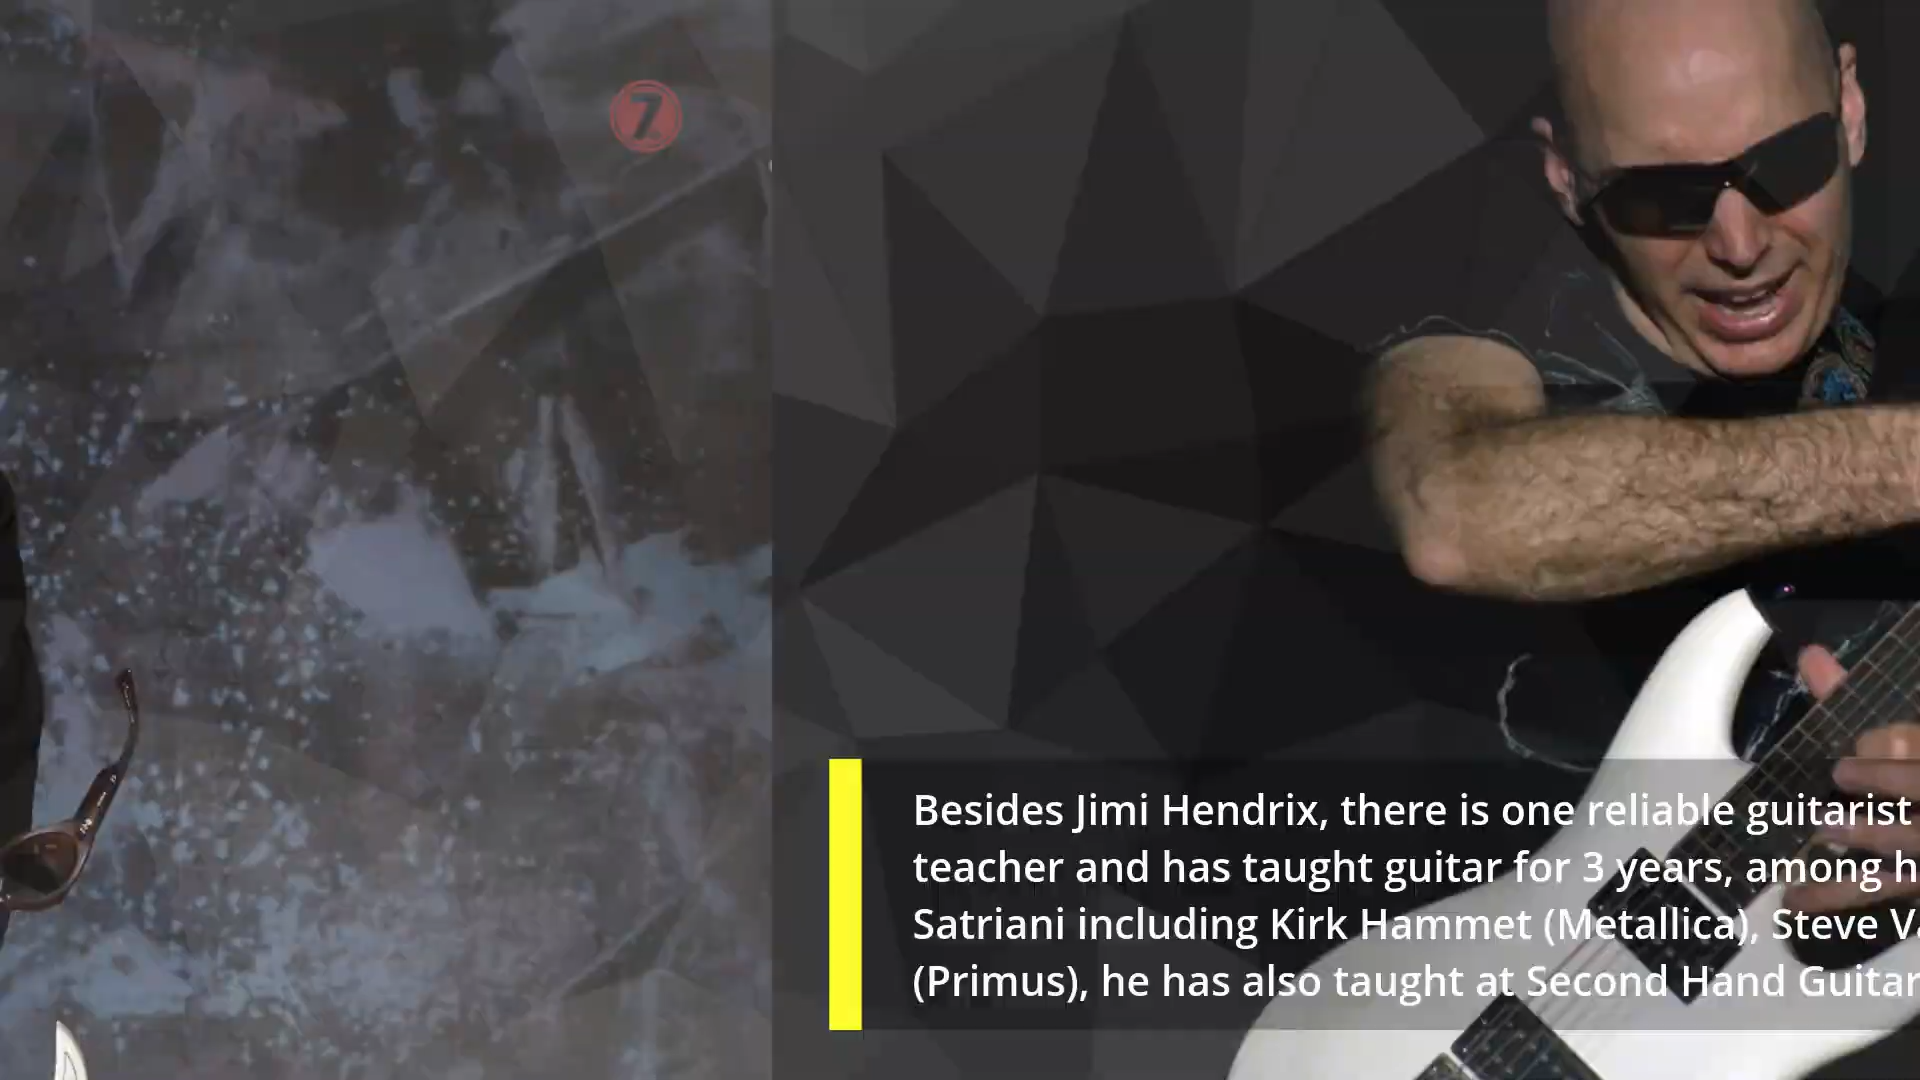 7
Besides Jimi Hendrix, there is one reliable guitarist
teacher and has taught guitar for 3 years, among
Satriani including Kirk Hammet (Metallica), Steve
(Primus), he has also taught at Second Hand Guitar